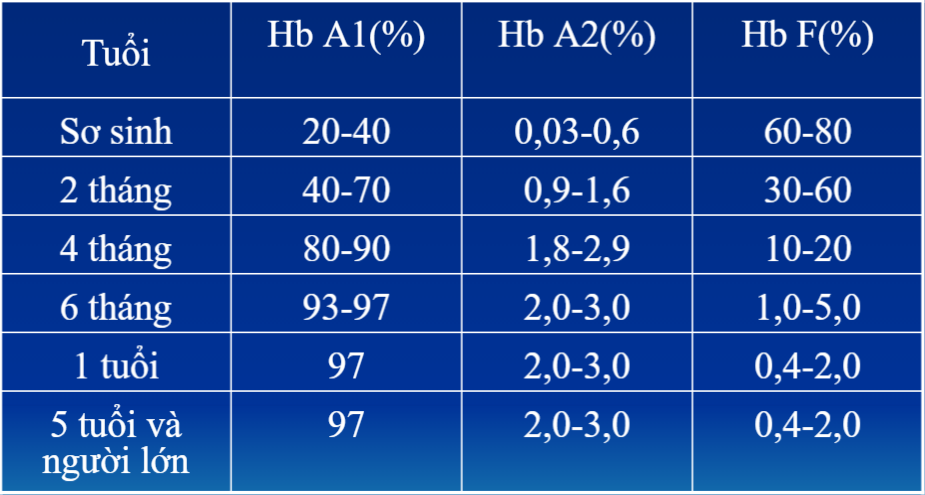 Tuổi Hb A1(%) Hb A2(%) Hb F(%)
Sơ sinh 20-40 0,03-0,6 60-80
2 tháng 40-70 0,9-1,6 30-60
4 tháng 80-90 1,8-2,9 10-20
6 tháng 93-97 2,0-3,0 1,0-5,0
1 tuổi 97 2,0-3,0 0,4-2,0
5 tuổi và 97 2,0-3,0 0,4-2,0
người lớn